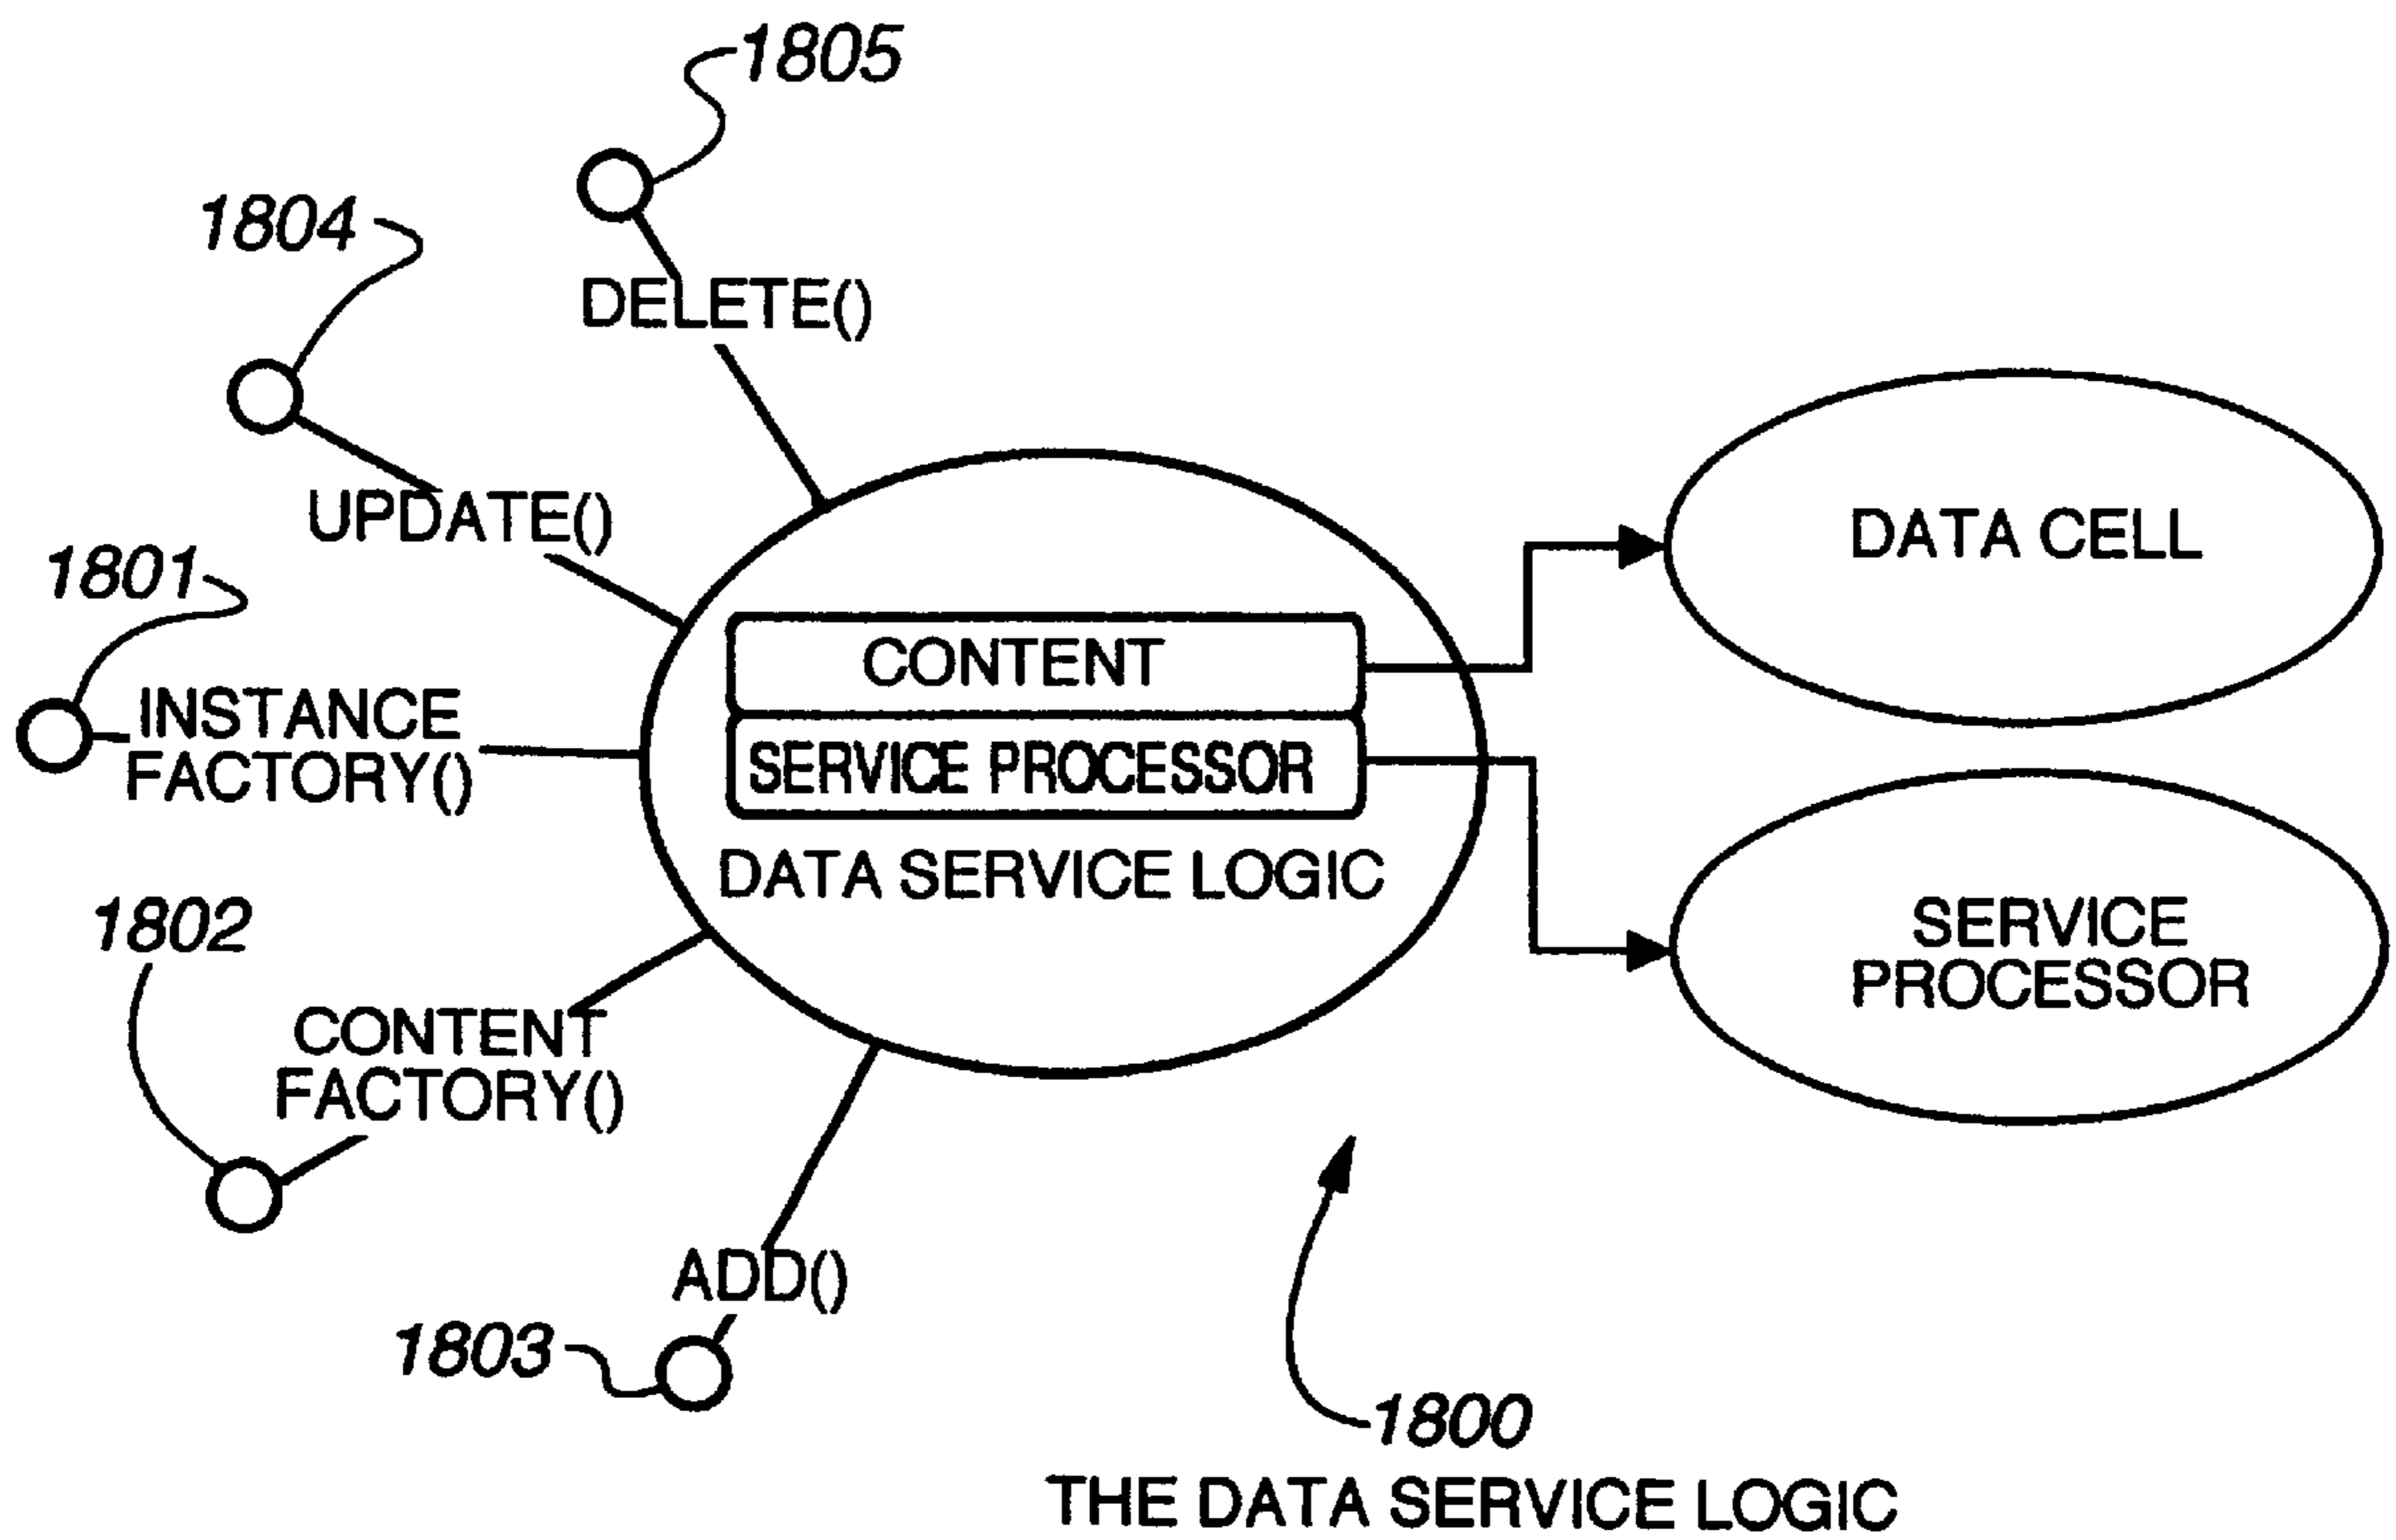 1805
1804
DELETE()
UPDATE()
1801
INSTANCE
FACTORY()
CONTENT
SERVICE PROCESSOR
DATA SERVICE LOGIC
DATA CELL
SERVICE
PROCESSOR
1802
CONTENT
FACTORY()
ADD()
1803
1800
THE DATA SERVICE LOGIC